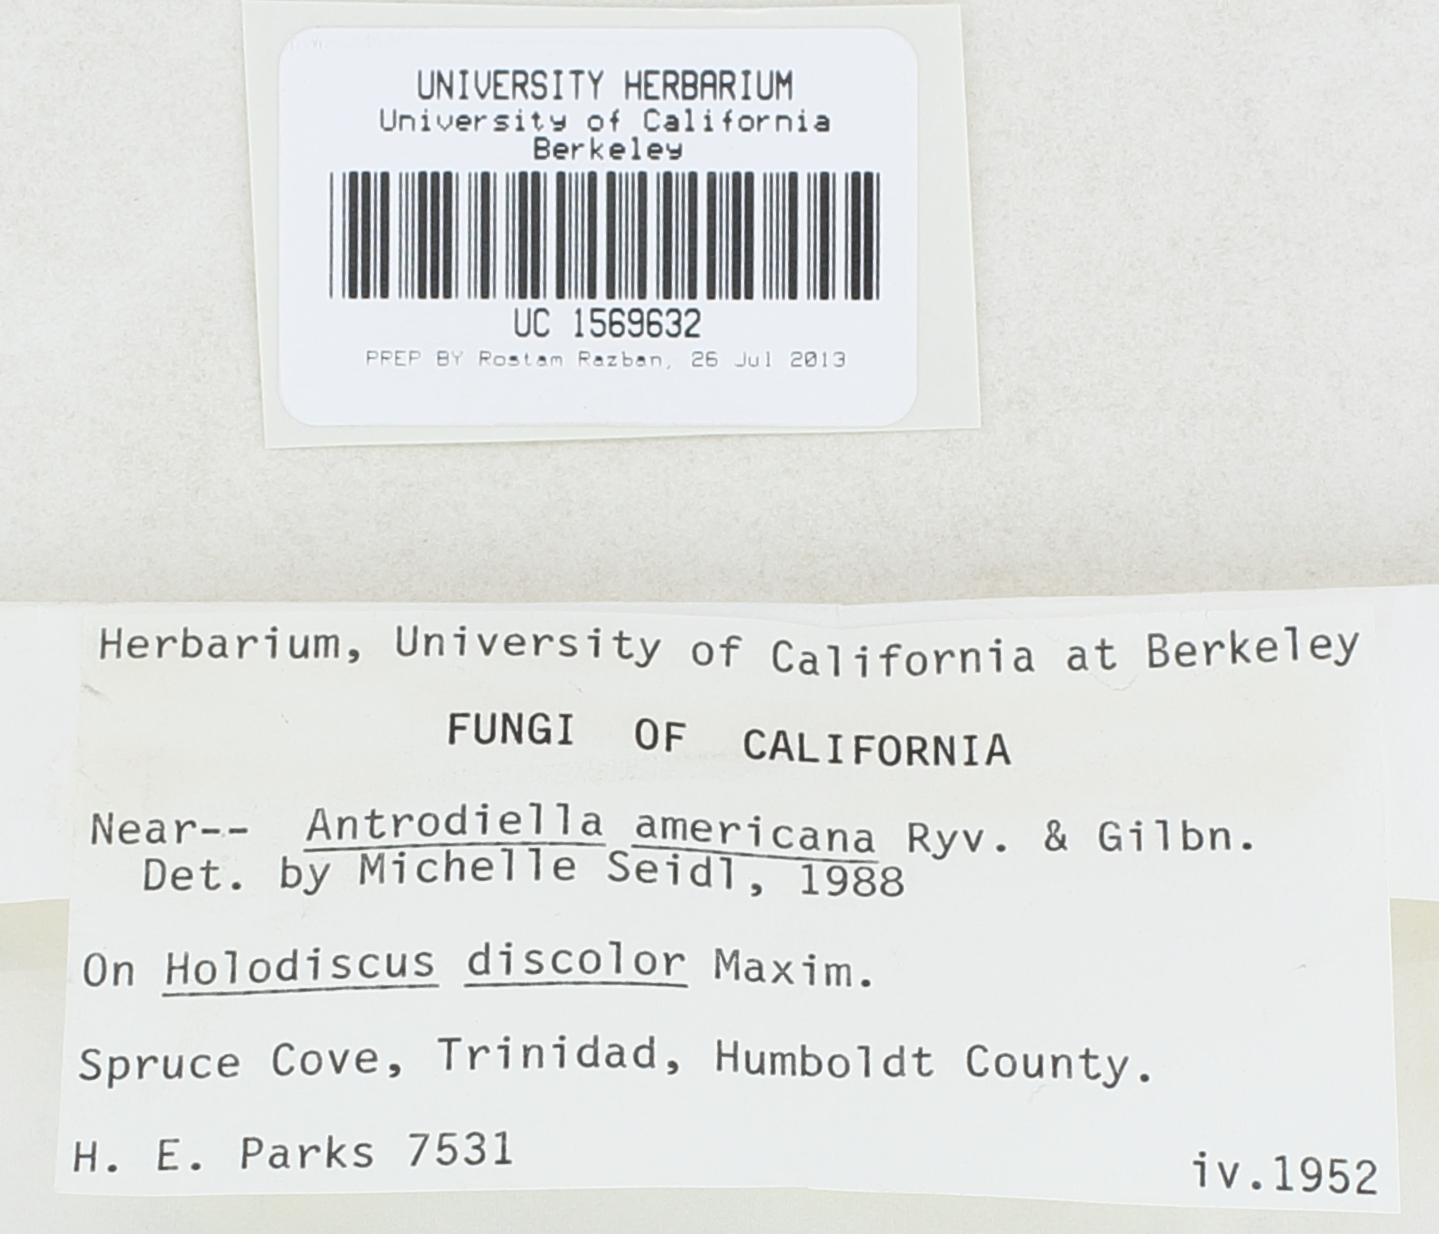 UNIVERSITY HERBARIUM
University of California
Berkeley
UC 1569632
PREP BY Rostam Razban, 26 Jul 2013
Herbarium, University of California at Berkeley
FUNGI OF CALIFORNIA
Near-- Antrodiella americana Ryv. & Gilbn.
Det. by Michelle Seidl, 1988
On Holodiscus discolor Maxim.
Spruce Cove, Trinidad, Humboldt County.
H. E. Parks 7531
iv.1952